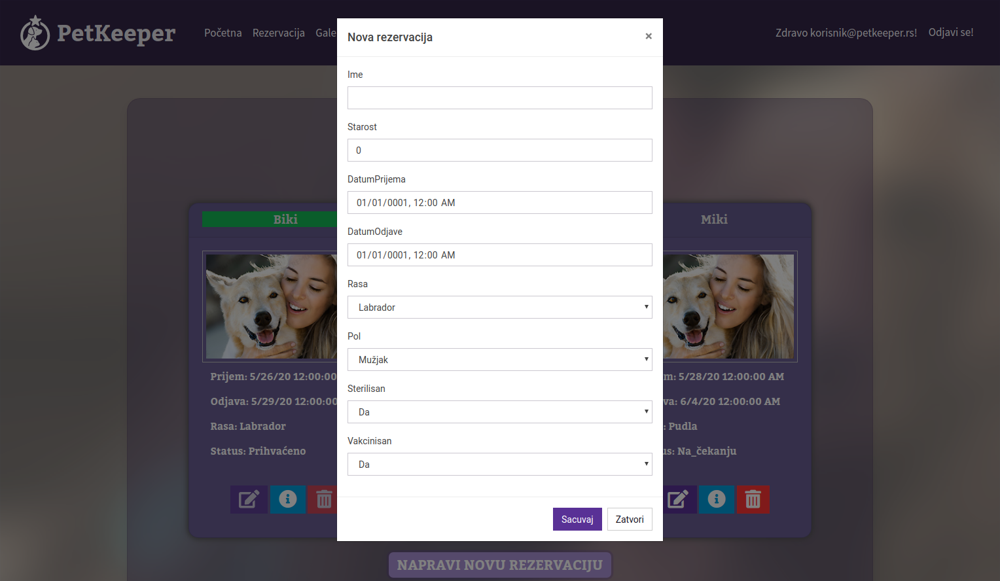 PetKeeper
Početna Rezervacija Gale
Zdravo korisnik@petkeeper.rs! Odjavi se!
Nova rezervacija
×
Ime
Starost
0
DatumPrijema
01/01/0001, 12:00 AM
DatumOdjave
01/01/0001, 12:00 AM
Rasa
Labrador
Pol
Mužjak
Sterilisan
Da
Vakcinisan
Da
Sacuvaj Zatvori
Biki
Prijem: 5/26/20 12:00:00
Odjava: 5/29/20 12:00:00
Rasa: Labrador
Status: Prihvaćeno
Miki
m: 5/28/20 12:00:00 AM
va: 6/4/20 12:00:00 AM
: Pudla
us: Na_čekanju
NAPRAVI NOVU REZERVACIJU